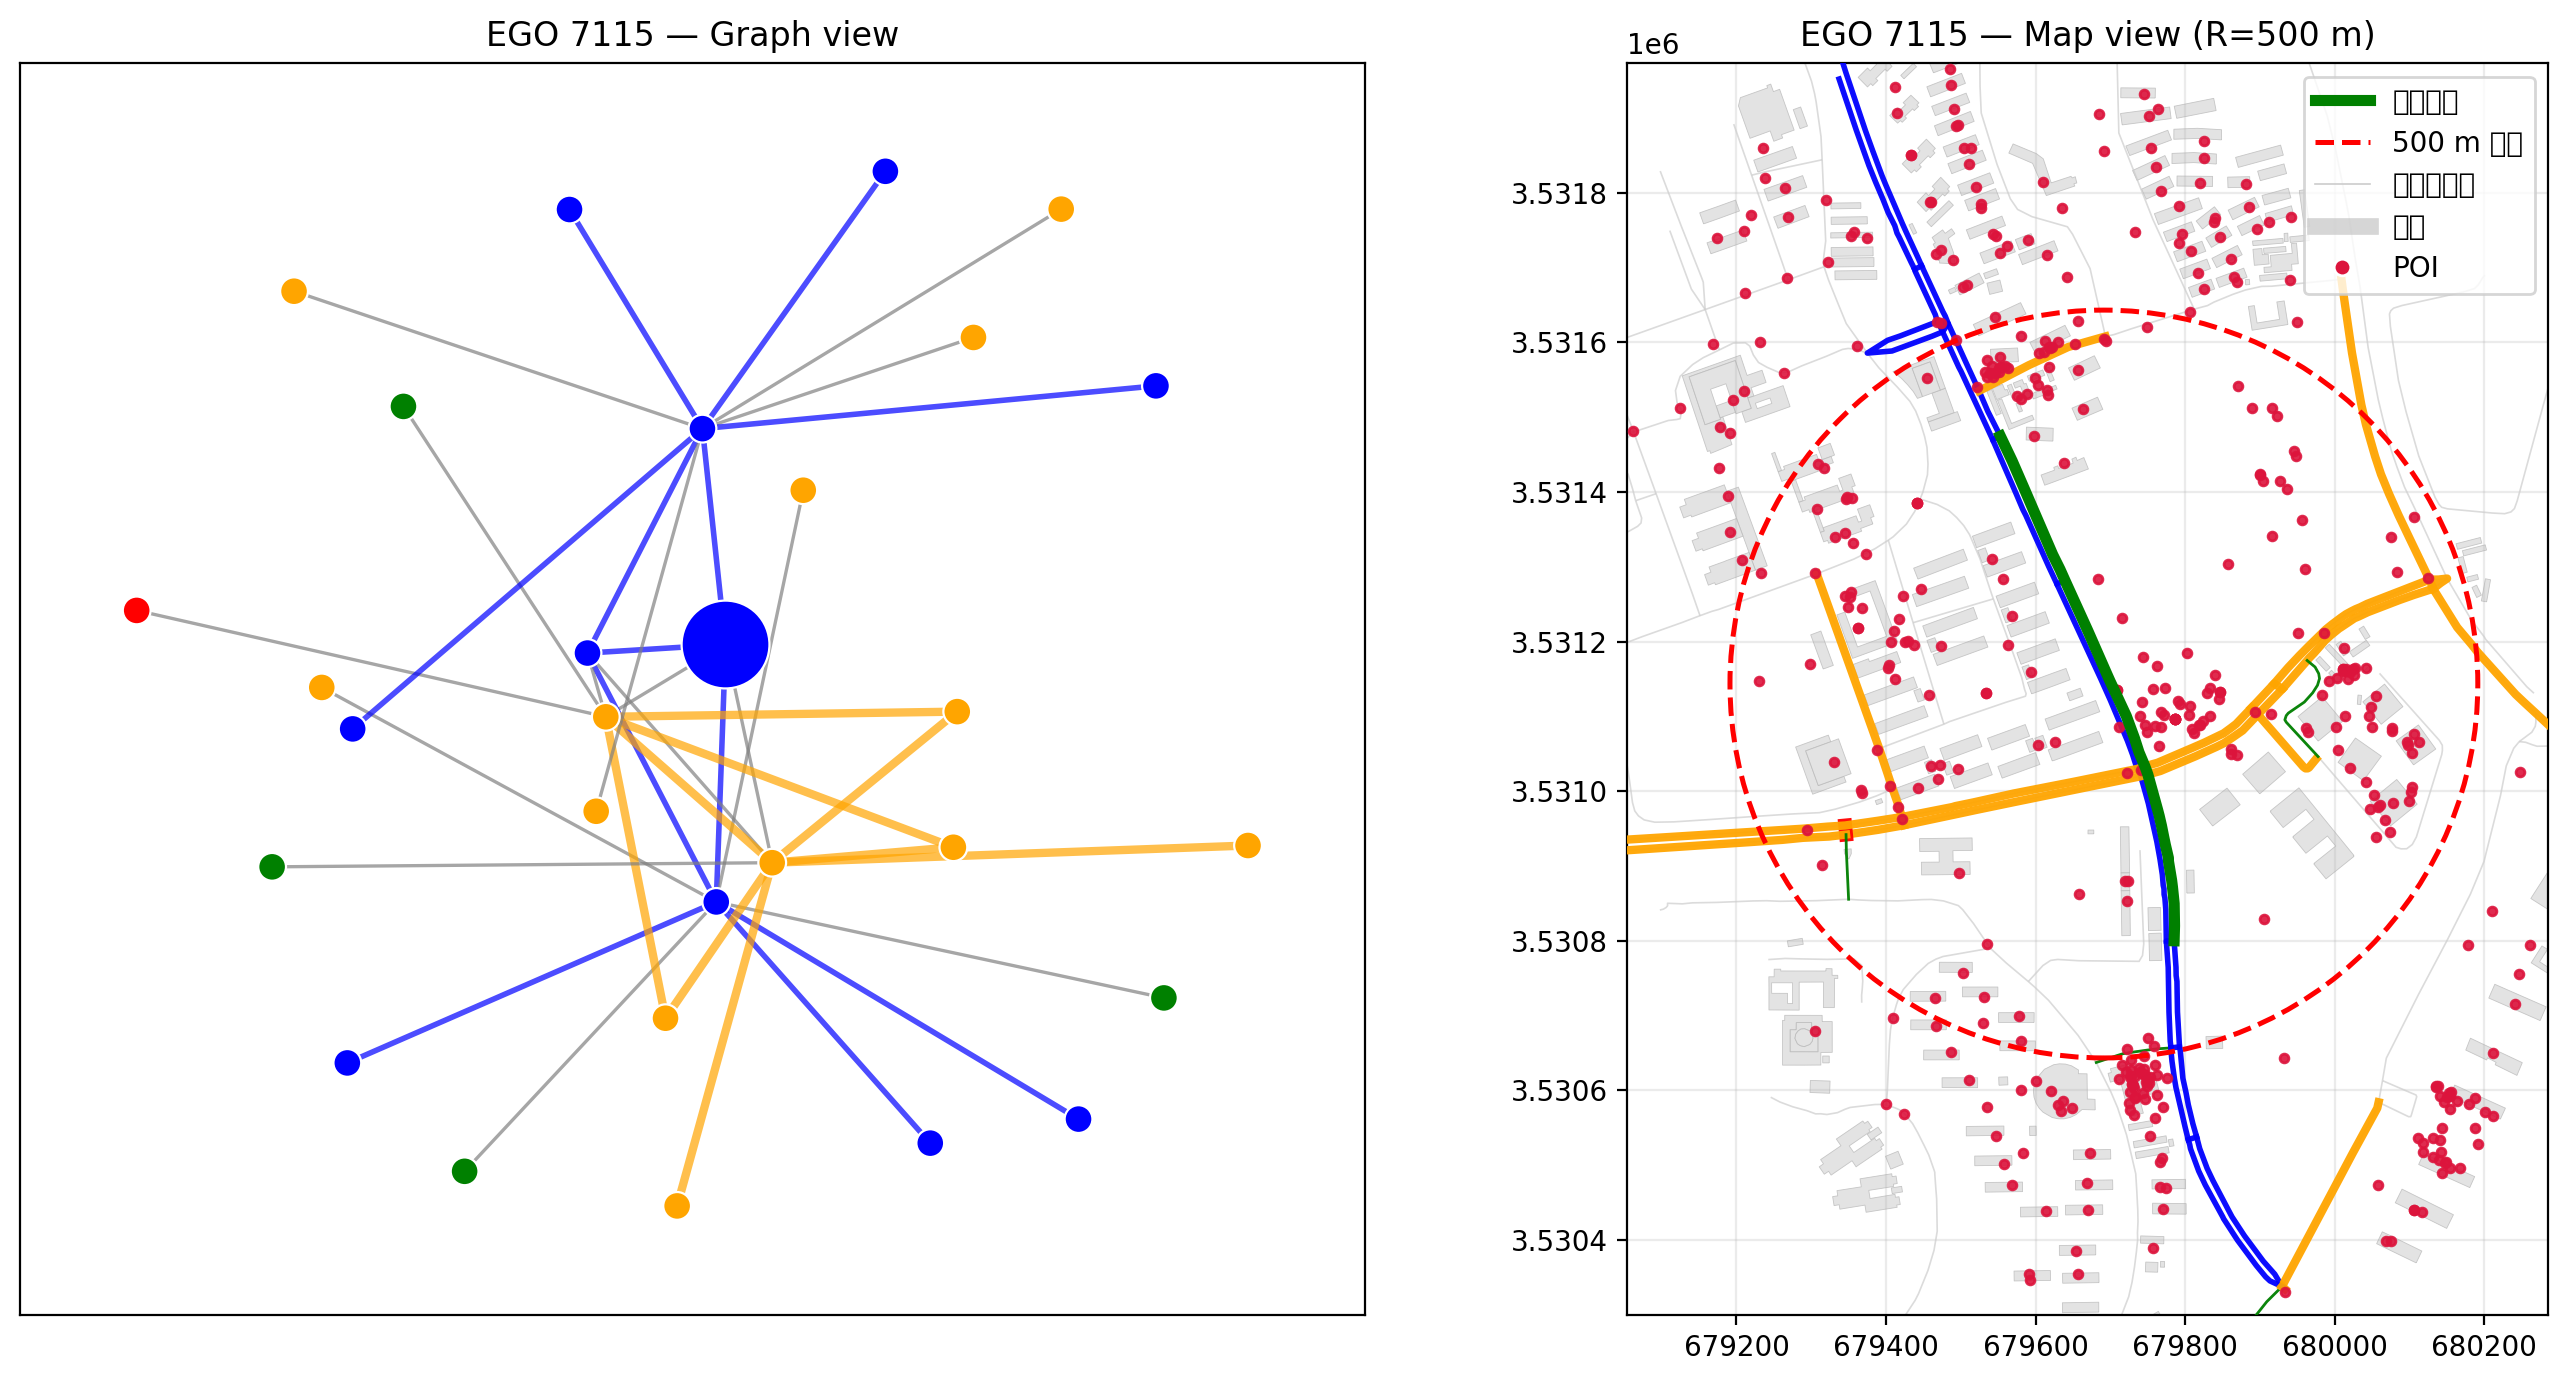 EGO 7115 — Graph view
EGO 7115 — Map view (R=500 m)
1e6
500 m
POI
3.5318
3.5316
3.5314
3.5312
3.5310
3.5308
3.5306
3.5304
679200 679400 679600 679800 680000 680200